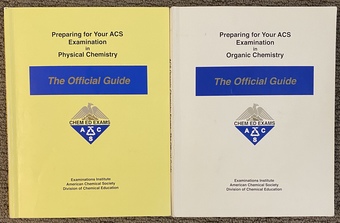 Preparing for Your ACS
Examination
in
Physical Chemistry
The Official Guide
CHEM ED EXAMS
A C
S
Examinations Institute
American Chemical Society
Division of Chemical Education
Preparing for Your ACS
Examination
in
Organic Chemistry
The Official Guide
CHEM ED EXAMS
A C
S
Examinations Institute
American Chemical Society
Division of Chemical Education